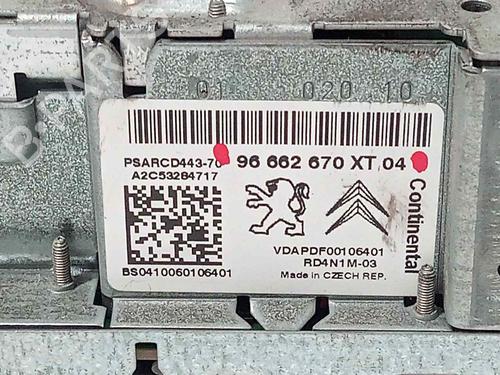 01 020 10
PSARCD443-70 96 662 670 XT 04
A2C53284717
Continental
VDAPDF00106401
RD4N1M-03
BS0410060106401
Made in CZECH REP.